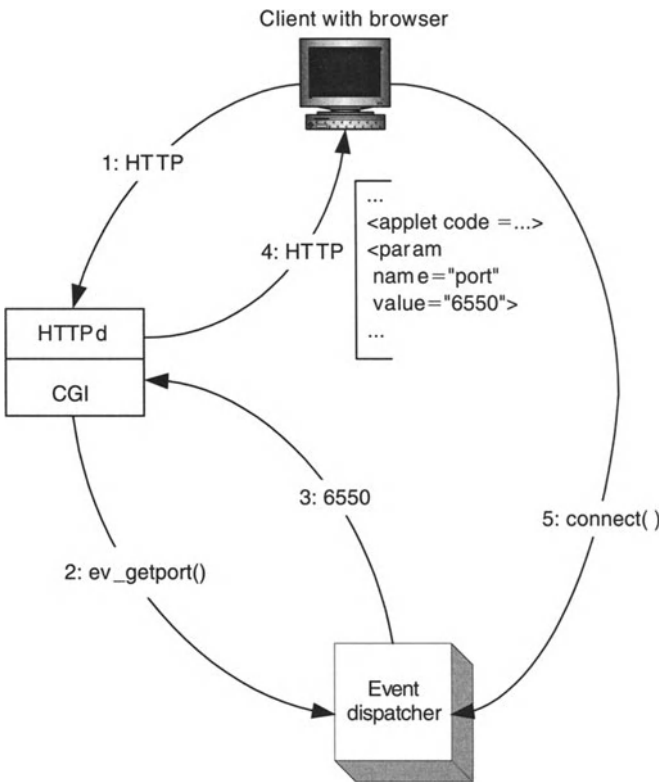 Client with browser
1: HTTP
4: HTTP
...
<applet code =...>
<param
name="port"
value="6550">
...
HTTPd
CGI
3: 6550
5: connect( )
2: ev_getport()
Event
dispatcher